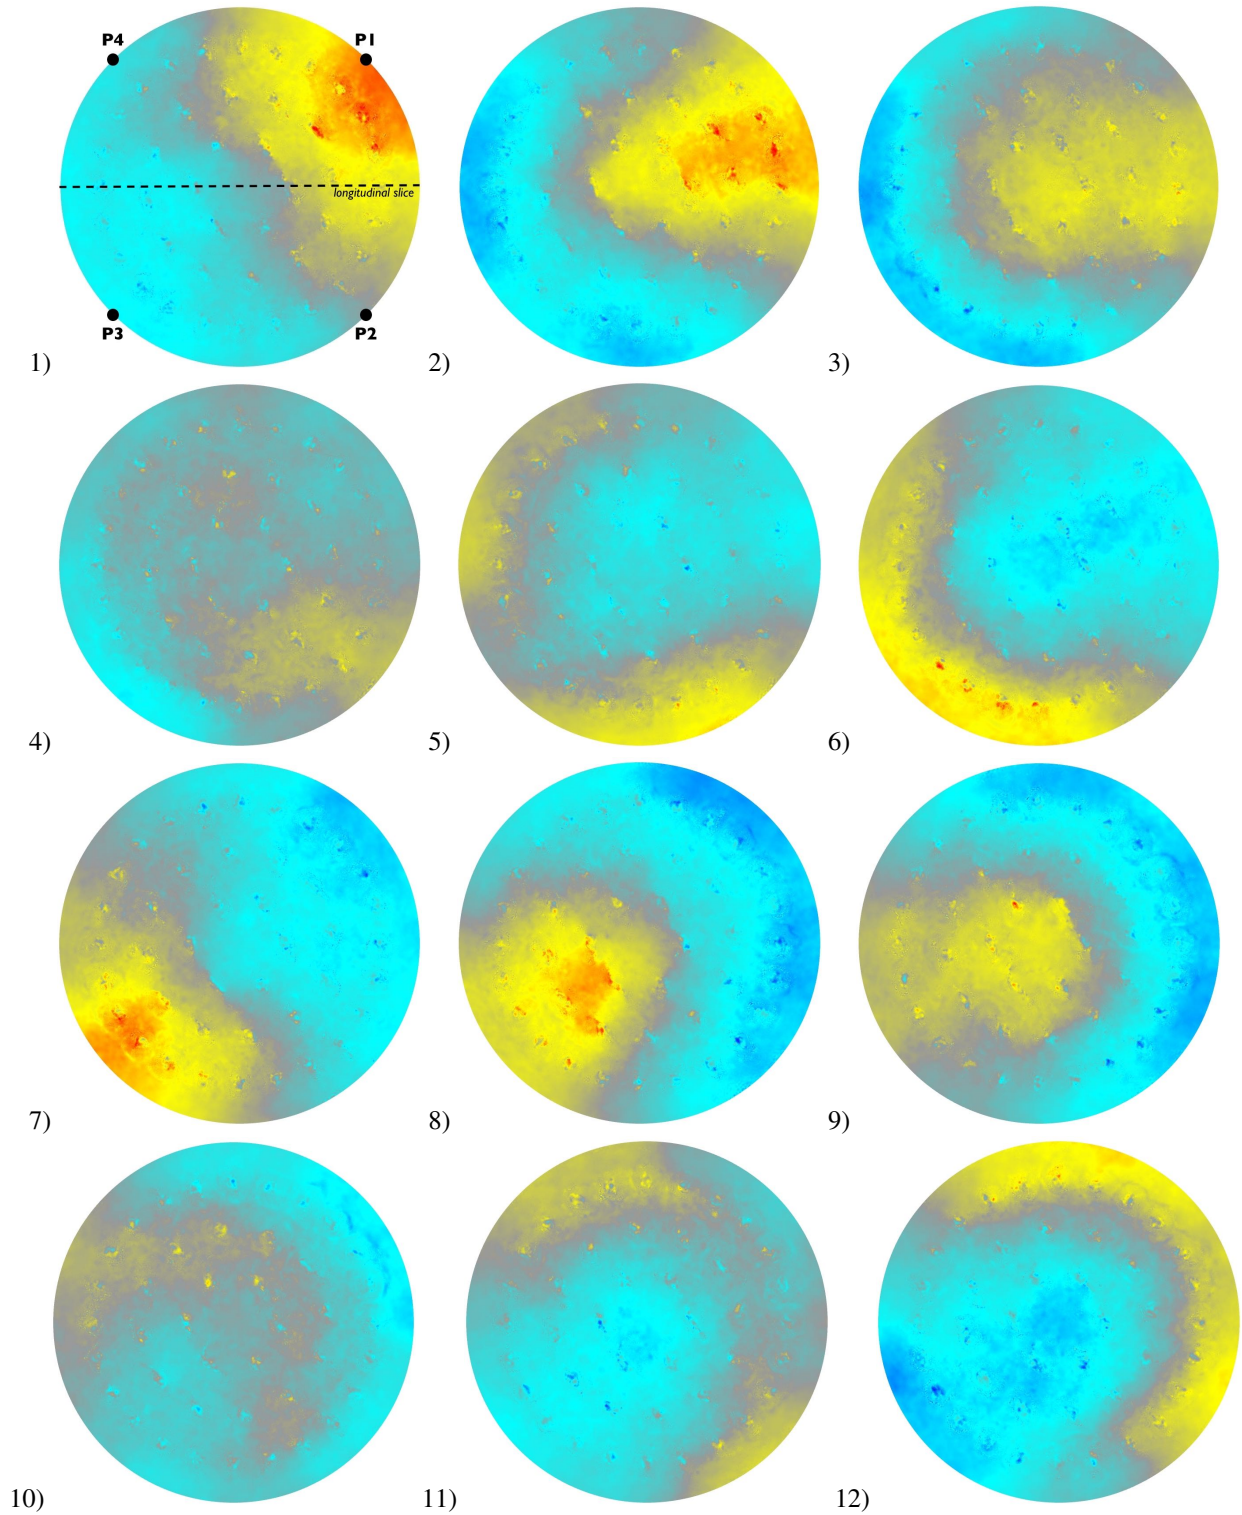 P4 P1
longitudinal slice
P3 P2
1) 2) 3)
4) 5) 6)
7) 8) 9)
10) 11) 12)